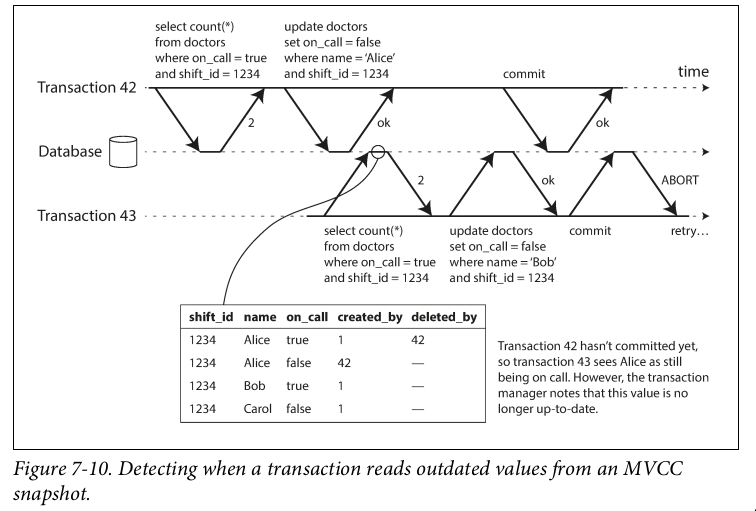 select count(*)
from doctors
where on_call = true
and shift_id = 1234
update doctors
set on_call = false
where name = ‘Alice’
and shift_id = 1234
commit
time
Transaction 42
2
ok
ok
Database
2
ok
ABORT
Transaction 43
select count(*)
from doctors
where on_call = true
and shift_id = 1234
update doctors
set on_call = false
where name = ‘Bob’
and shift_id = 1234
commit
retry…
shift_id name on_call created_by deleted_by
1234 Alice true 1 42
1234 Alice false 42 —
1234 Bob true 1 —
1234 Carol false 1 —
Transaction 42 hasn’t committed yet,
so transaction 43 sees Alice as still
being on call. However, the transaction
manager notes that this value is no
longer up-to-date.
Figure 7-10. Detecting when a transaction reads outdated values from an MVCC
snapshot.